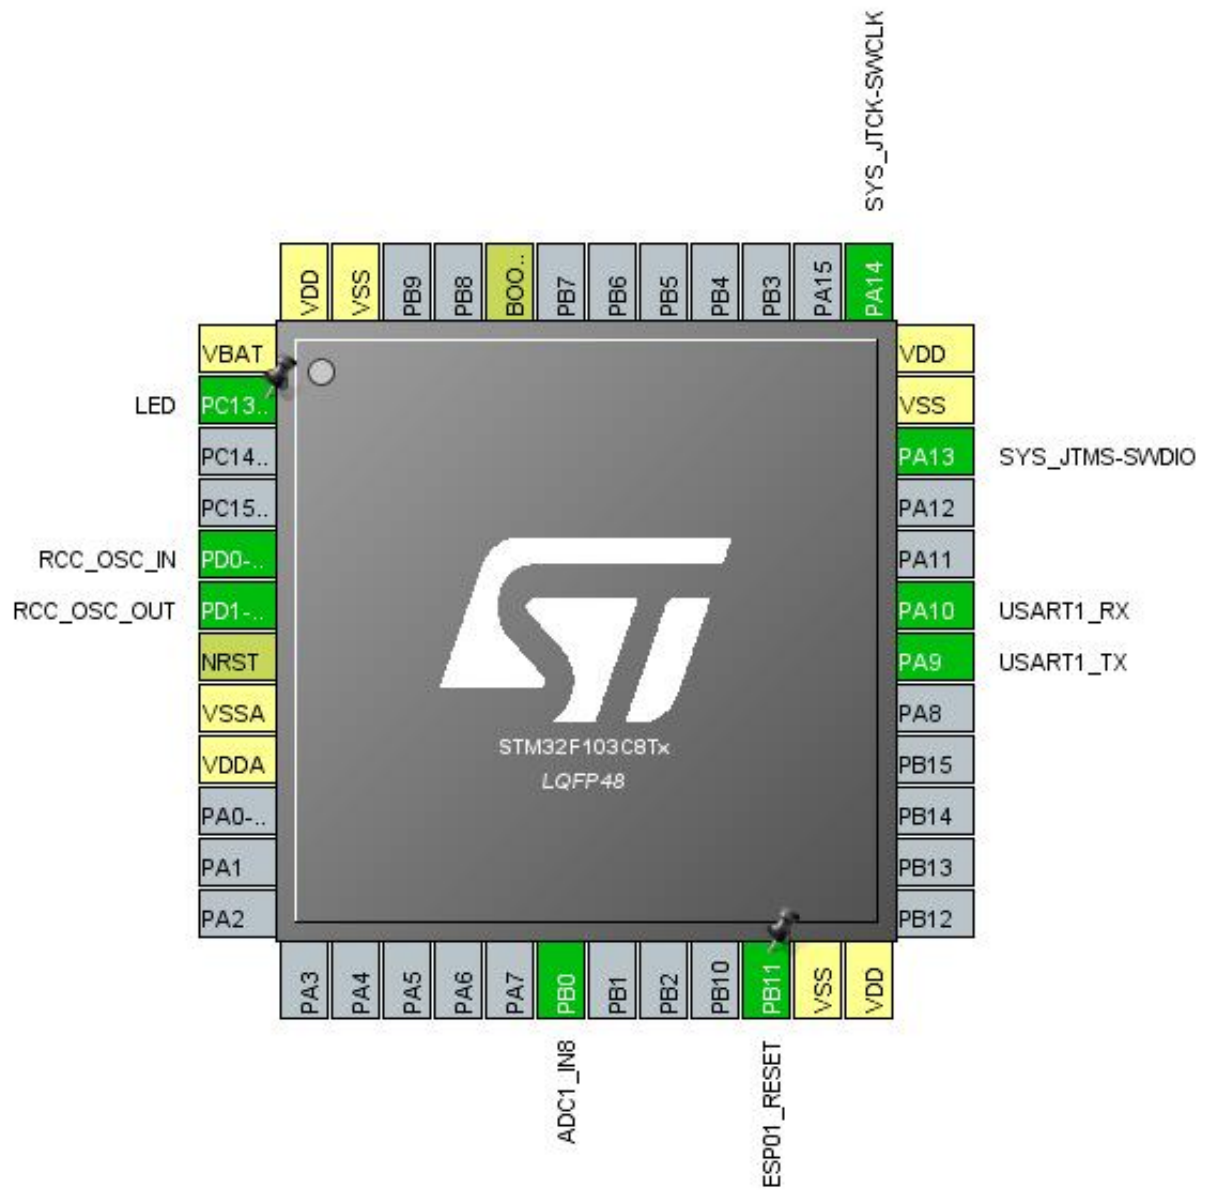 SYS_JTCK-SWCLK
VDD
VSS
PB9
PB8
BOO..
PB7
PB6
PB5
PB4
PB3
PA15
PA14
VBAT
LED
PC13..
PC14..
PC15..
RCC_OSC_IN
PD0-..
RCC_OSC_OUT
PD1-..
NRST
VSSA
VDDA
PA0-..
PA1
PA2
VDD
VSS
PA13
SYS_JTMS-SWDIO
PA12
PA11
PA10
USART1_RX
PA9
USART1_TX
PA8
PB15
PB14
PB13
PB12
ST
STM32F103C8Tx
LQFP48
PA3
PA4
PA5
PA6
PA7
PB0
PB1
PB2
PB10
PB11
VSS
VDD
ADC1_IN8
ESP01_RESET